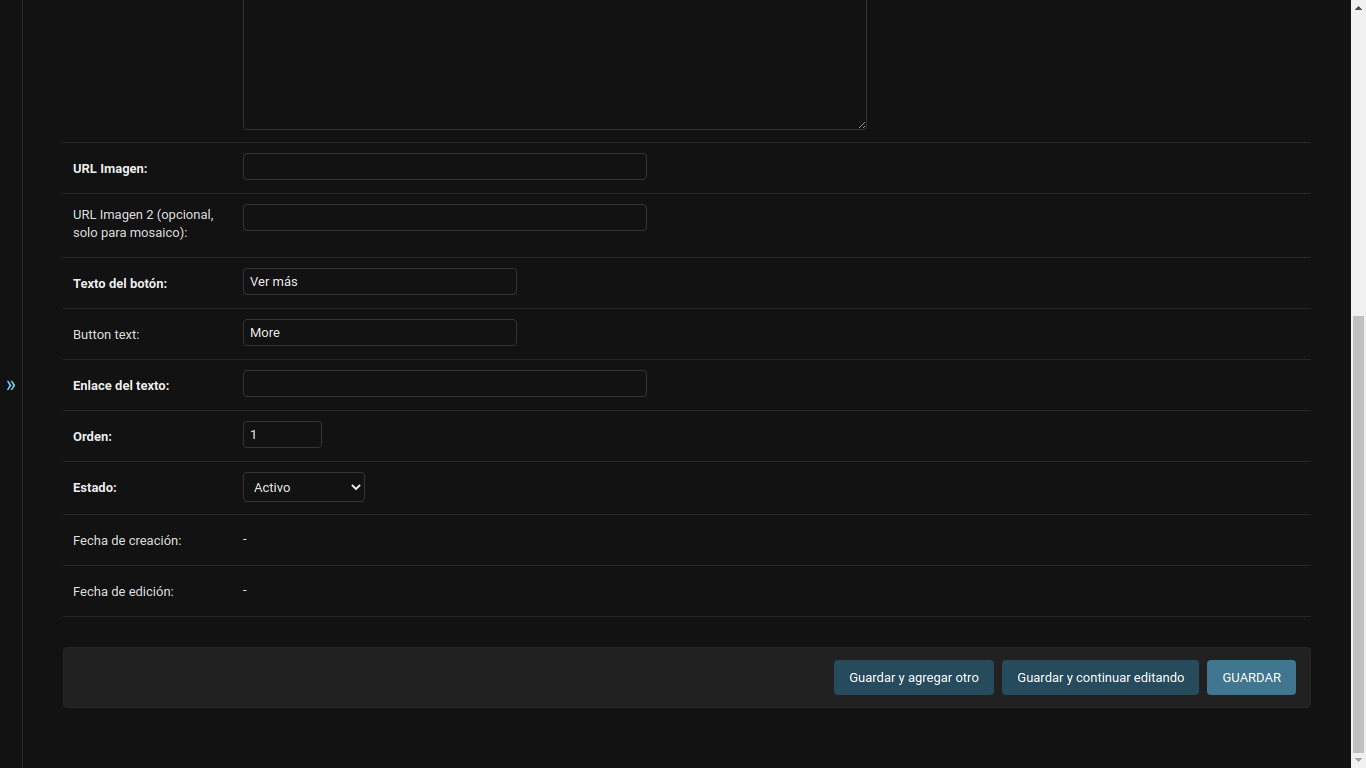 URL Imagen:
URL Imagen 2 (opcional,
solo para mosaico):
Texto del botón:
Ver más
Button text:
More
Enlace del texto:
Orden:
1
Estado:
Activo
Fecha de creación:
-
Fecha de edición:
-
»
Guardar y agregar otro
Guardar y continuar editando
GUARDAR